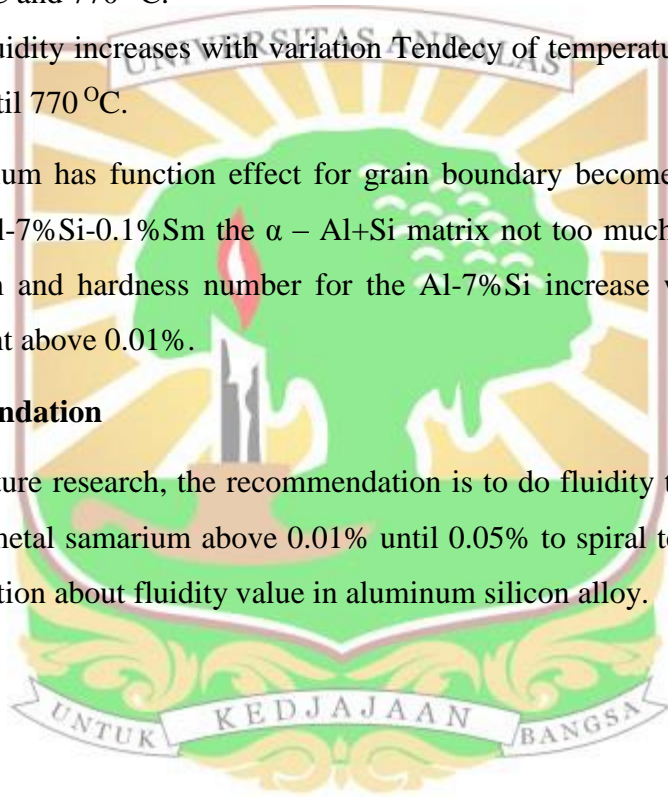 and 770 °C.
uidity increases with variation Tendecy of temperatu
til 770 ᴼC.
um has function effect for grain boundary become
l-7%Si-0.1%Sm the α – Al+Si matrix not too much
and hardness number for the Al-7%Si increase
t above 0.01%.
ndation
ture research, the recommendation is to do fluidity t
metal samarium above 0.01% until 0.05% to spiral te
tion about fluidity value in aluminum silicon alloy.
UNIVERSITAS ANDALAS
UNTUK KEDJAJAAN BANGSA